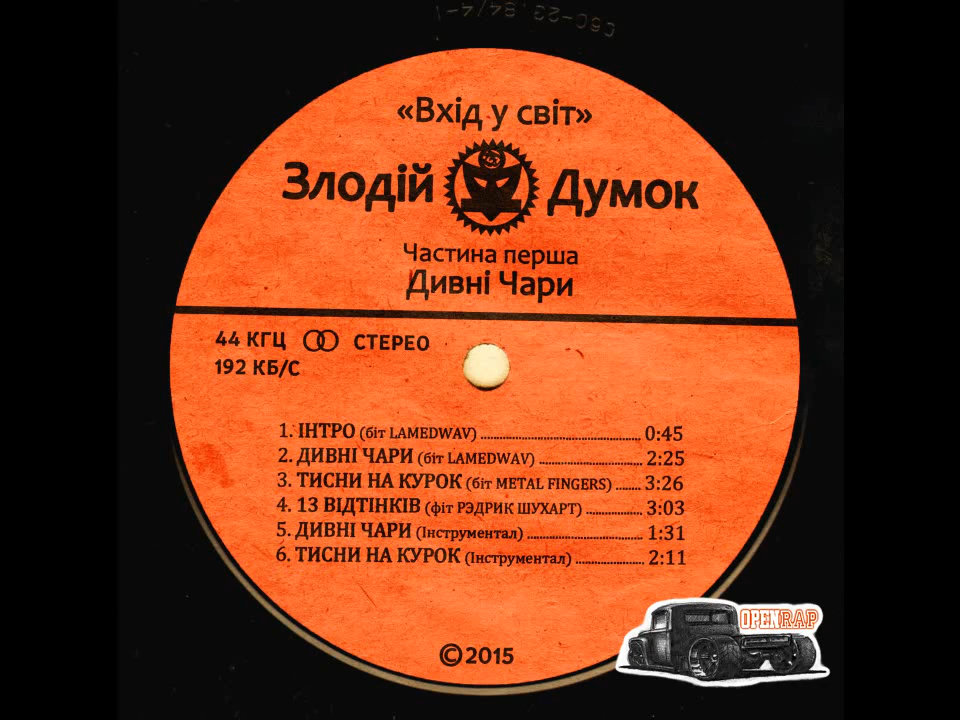 «Вхід у світ»
Злодій Думок
Частина перша
Дивні Чари
44 КГЦ СТЕРЕО
192 КБ/С
1. ІНТРО (біт LAMEDWAV) ........................................ 0:45
2. ДИВНІ ЧАРИ (біт LAMEDWAV) .......................... 2:25
3. ТИСНИ НА КУРОК (біт METAL FINGERS) ....... 3:26
4. 13 ВІДТІНКІВ (фіт РЭДРИК ШУХАРТ) .............. 3:03
5. ДИВНІ ЧАРИ (Інструментал) ............................. 1:31
6. ТИСНИ НА КУРОК (Інструментал) ................. 2:11
OPENRAP
©2015